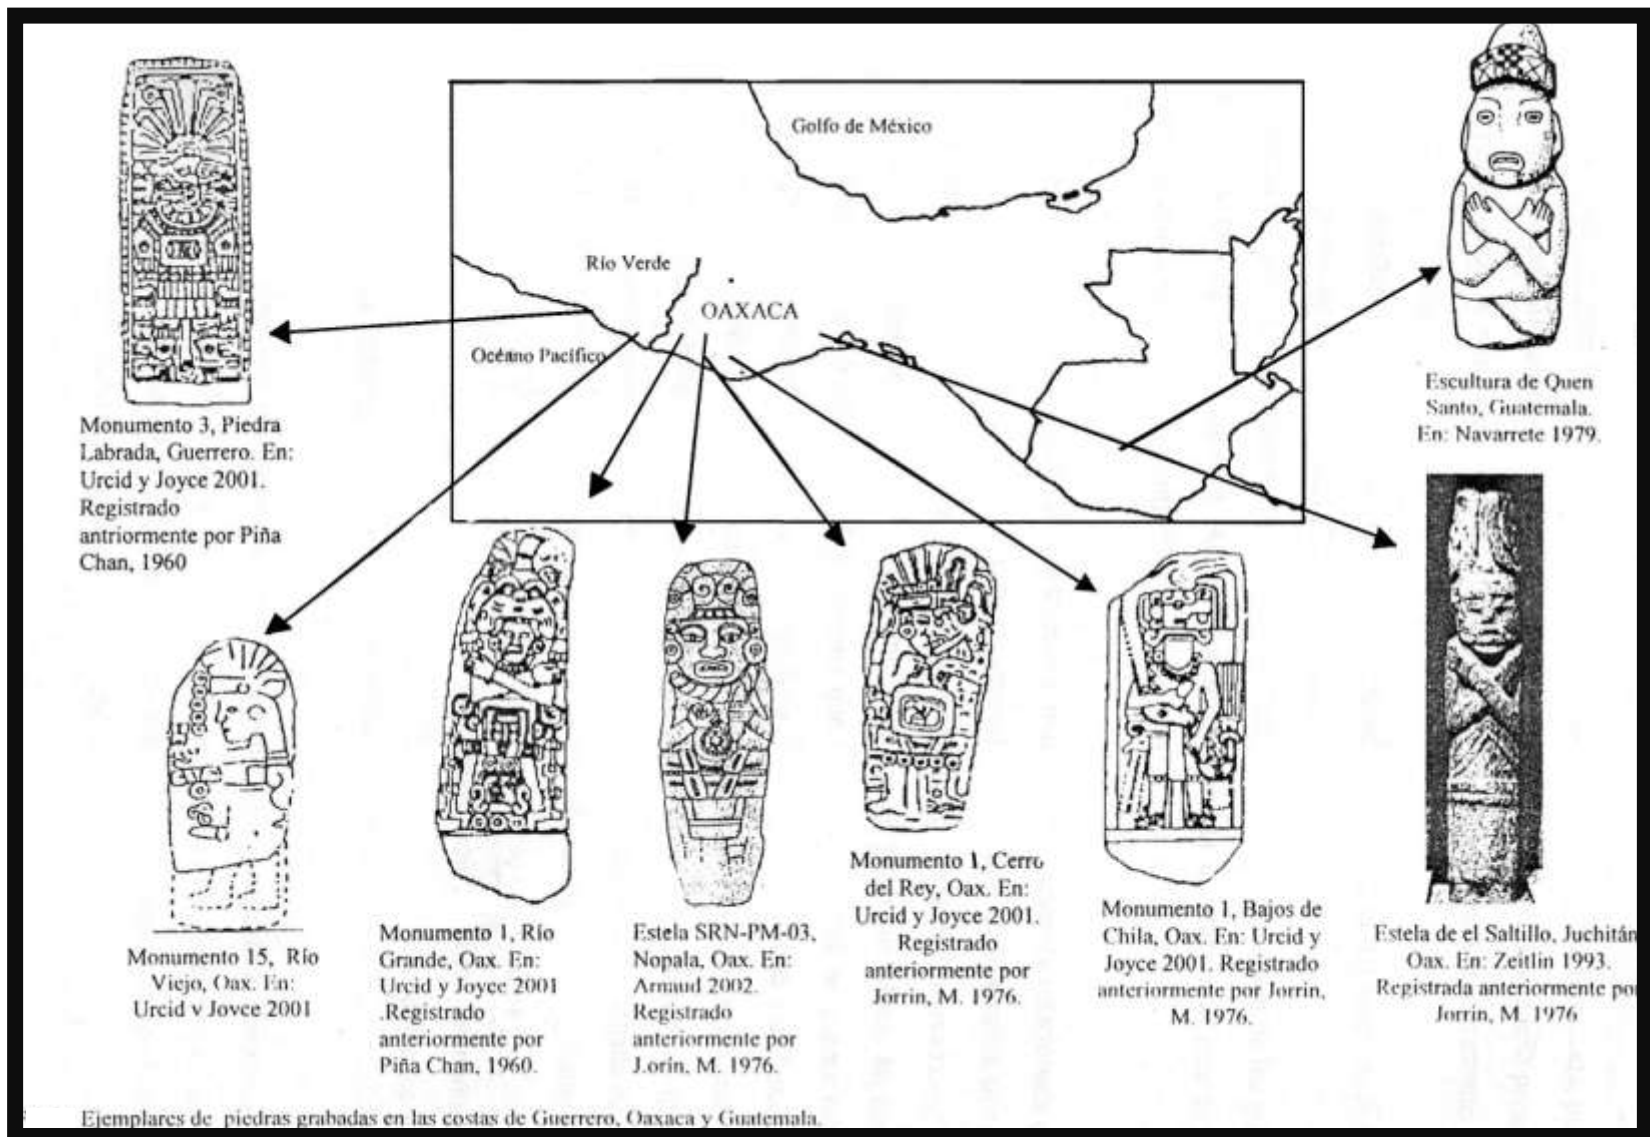 Golfo de México
Río Verde
OAXACA
Océano Pacífico
Monumento 3, Piedra
Labrada, Guerrero. En:
Urcid y Joyce 2001.
Registrado
antriormente por Piña
Chan, 1960
Escultura de Quen
Santo, Guatemala.
En: Navarrete 1979.
Monumento 15, Río
Viejo, Oax. En:
Urcid y Joyce 2001
Monumento 1, Río
Grande, Oax. En:
Urcid y Joyce 2001
.Registrado
anteriormente por
Piña Chan, 1960.
Estela SRN-PM-03,
Nopala, Oax. En:
Arnaud 2002.
Registrado
anteriormente por
J.orín, M. 1976.
Monumento 1, Cerro
del Rey, Oax. En:
Urcid y Joyce 2001.
Registrado
anteriormente por
Jorrin, M. 1976.
Monumento 1, Bajos de
Chila, Oax. En: Urcid y
Joyce 2001. Registrado
anteriormente por Jorrin,
M. 1976.
Estela de el Saltillo, Juchitán
Oax. En: Zeitlin 1993.
Registrada anteriormente por
Jorrin, M. 1976
Ejemplares de piedras grabadas en las costas de Guerrero, Oaxaca y Guatemala.